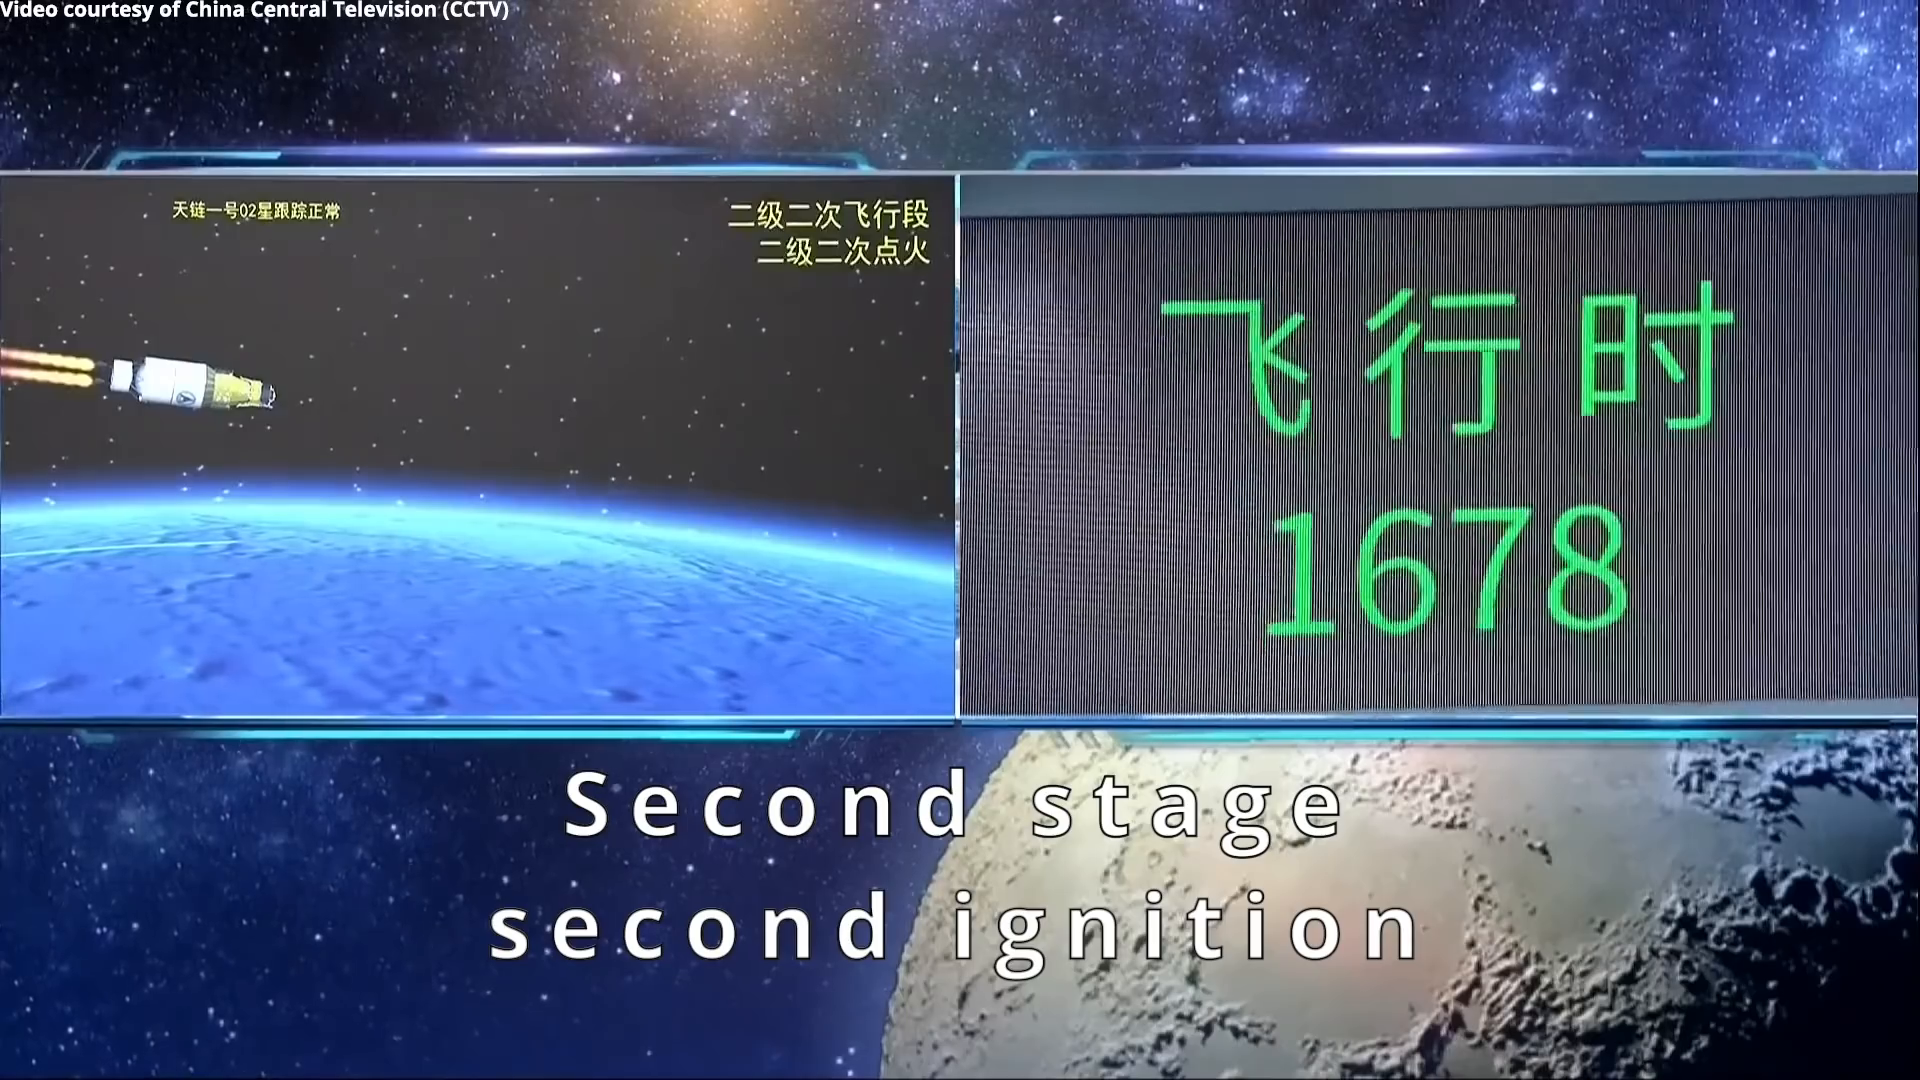 Video courtesy of China Central Television (CCTV)
天链一号02星跟踪正常
二级二次飞行段
二级二次点火
飞行时
1678
Second stage
second ignition